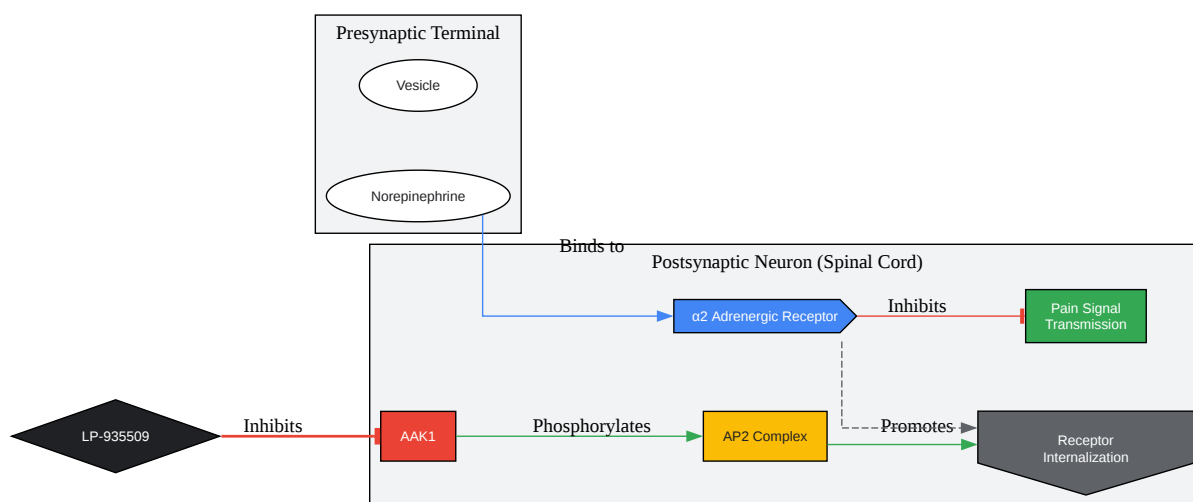 Presynaptic Terminal
Vesicle
Norepinephrine
Binds to
Postsynaptic Neuron (Spinal Cord)
α2 Adrenergic Receptor
Inhibits
Pain Signal
Transmission
LP-935509
Inhibits
AAK1
Phosphorylates
AP2 Complex
Promotes
Receptor
Internalization